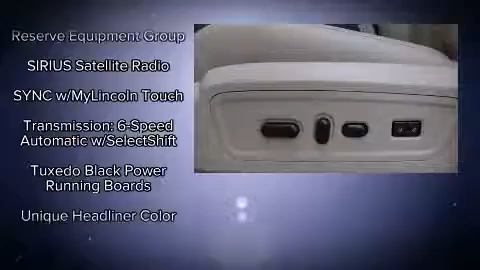 Reserve Equipment Group
SIRIUS Satellite Radio
SYNC w/MyLincoln Touch
Transmission: 6-Speed
Automatic w/SelectShift
Tuxedo Black Power
Running Boards
Unique Headliner Color